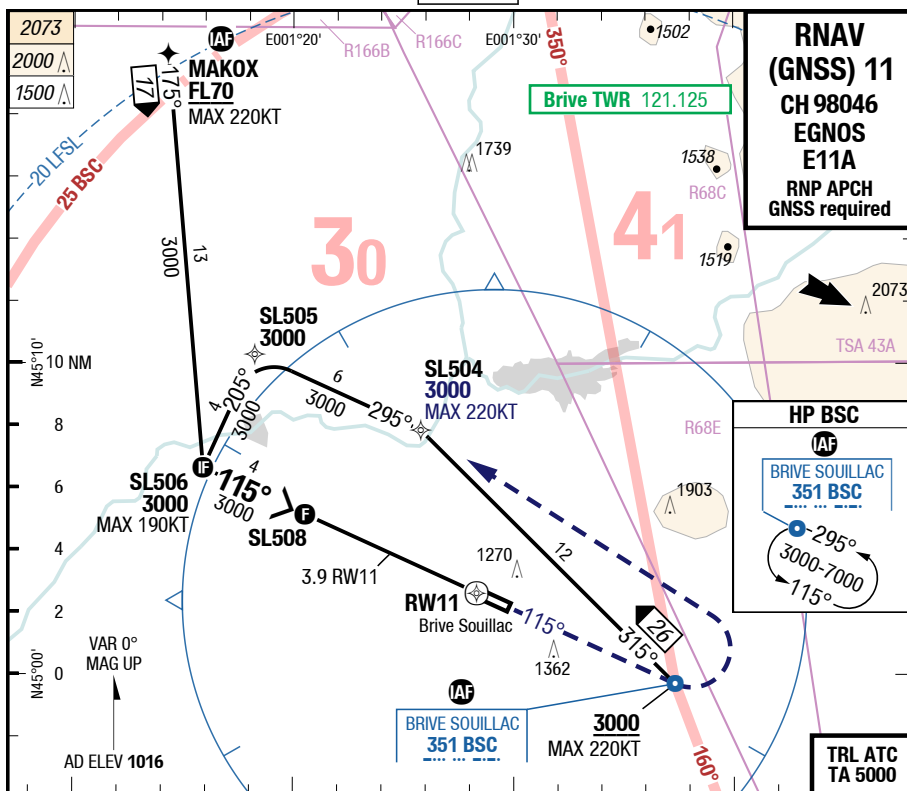 2073
2000
1500
IAF
MAKOX
FL70
MAX 220KT
17
175°
E001°20'
R166B
R166C
E001°30'
350°
1502
RNAV
(GNSS) 11
CH 98046
EGNOS
E11A
RNP APCH
GNSS required
Brive TWR 121.125
20 LFSL
25 BSC
1739
1538
R68C
1519
30
41
13
3000
2073
TSA 43A
SL505
3000
N45°10'
10 NM
6
3000
295°
SL504
3000
MAX 220KT
4
205°
3000
R68E
8
HP BSC
IAF
BRIVE SOUILLAC
351 BSC
295°
3000-7000
115°
IF
SL506
3000
MAX 190KT
4
115°
3000
F
SL508
6
1903
12
4
3.9 RW11
1270
RW11
Brive Souillac
2
115°
26
315°
1362
VAR 0°
MAG UP
N45°00'
0
IAF
BRIVE SOUILLAC
351 BSC
3000
MAX 220KT
160°
AD ELEV 1016
TRL ATC
TA 5000